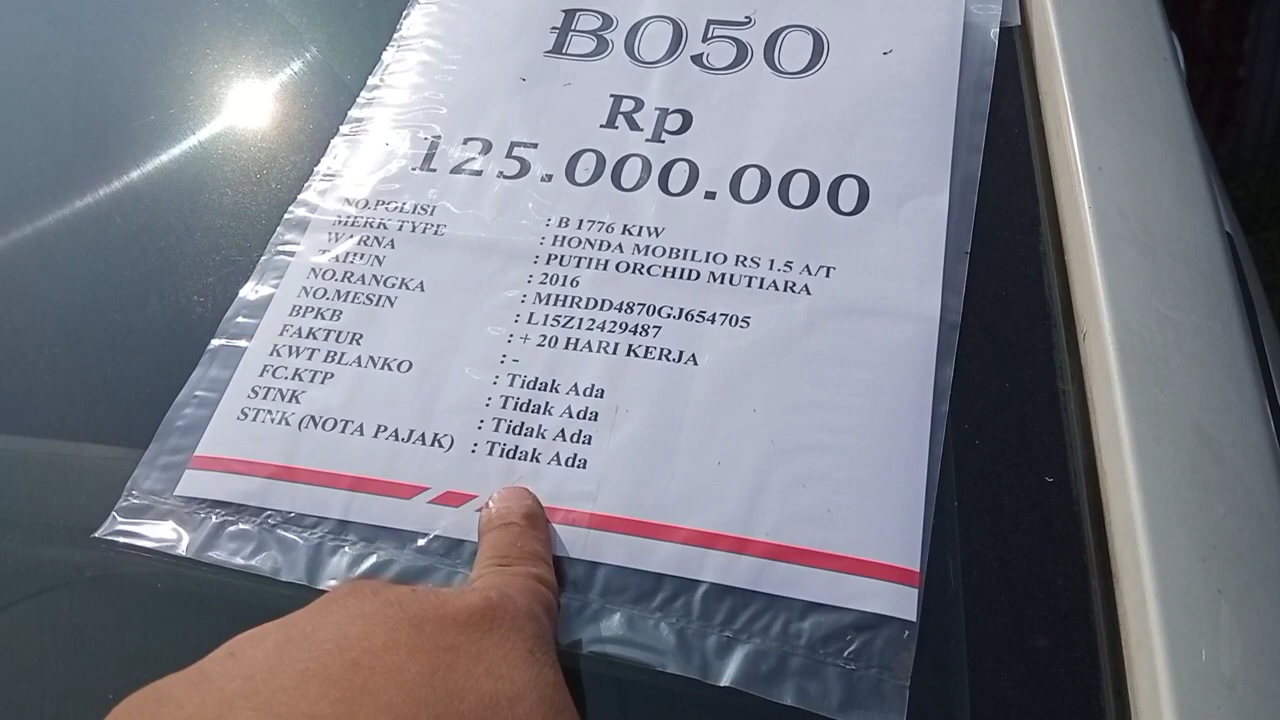 B050
Rp
125.000.000
NO.POLISI : B 1776 KIW
MERK TYPE : HONDA MOBILIO RS 1.5 A/T
WARNA : PUTIH ORCHID MUTIARA
TAHUN : 2016
NO.RANGKA : MHRDD4870GJ654705
NO.MESIN : L15Z12429487
BPKB : + 20 HARI KERJA
FAKTUR : -
KWT BLANKO : Tidak Ada
FC.KTP : Tidak Ada
STNK : Tidak Ada
STNK (NOTA PAJAK) : Tidak Ada